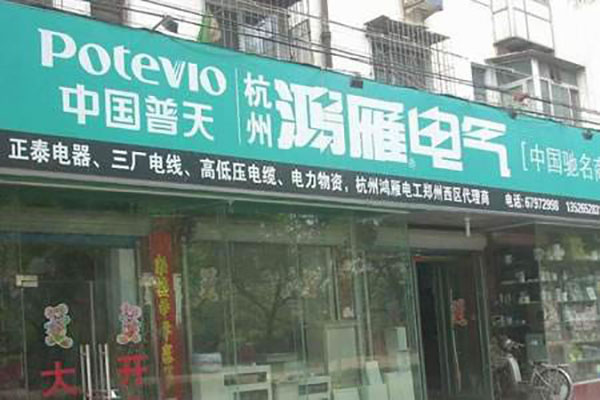 Potevio
中国普天
杭州
鸿雁电气
[中国驰名商
正泰电器、三厂电线、高低压电缆、电力物资，杭州鸿雁电工郑州西区代理商
电话:67972990
大 开